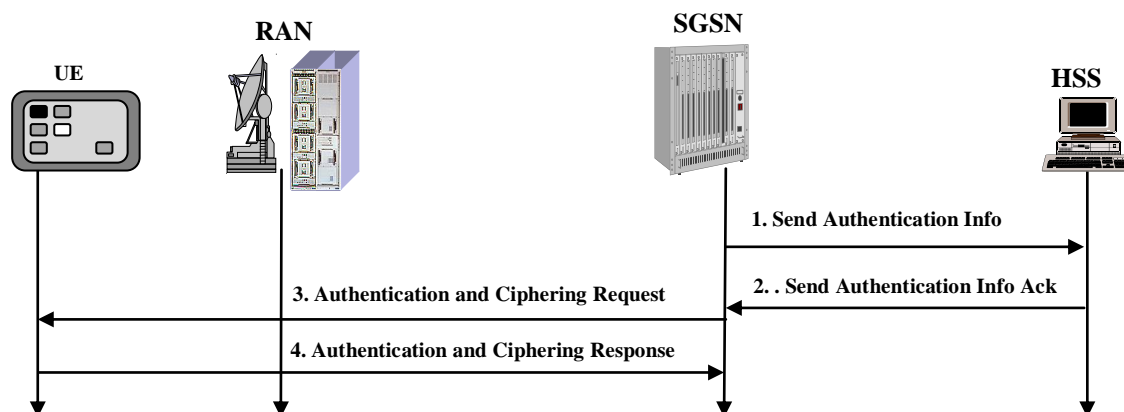 UE
RAN
SGSN
HSS
1. Send Authentication Info
2. . Send Authentication Info Ack
3. Authentication and Ciphering Request
4. Authentication and Ciphering Response